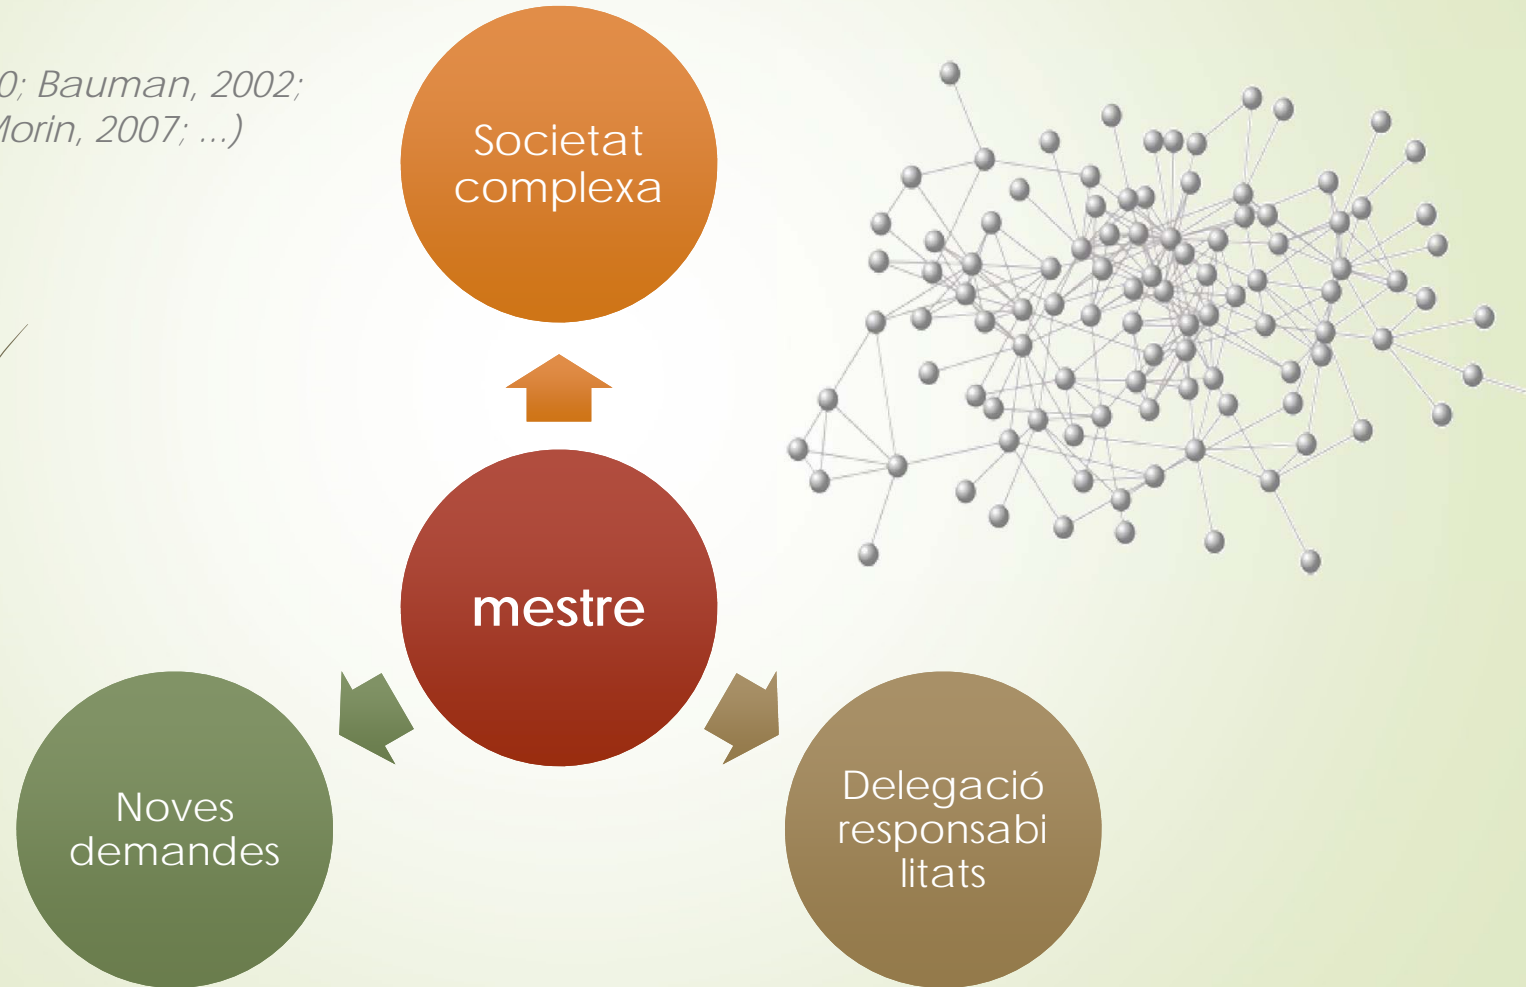 0; Bauman, 2002;
Morin, 2007; ...)
Societat
complexa
mestre
Noves
demandes
Delegació
responsabi
litats